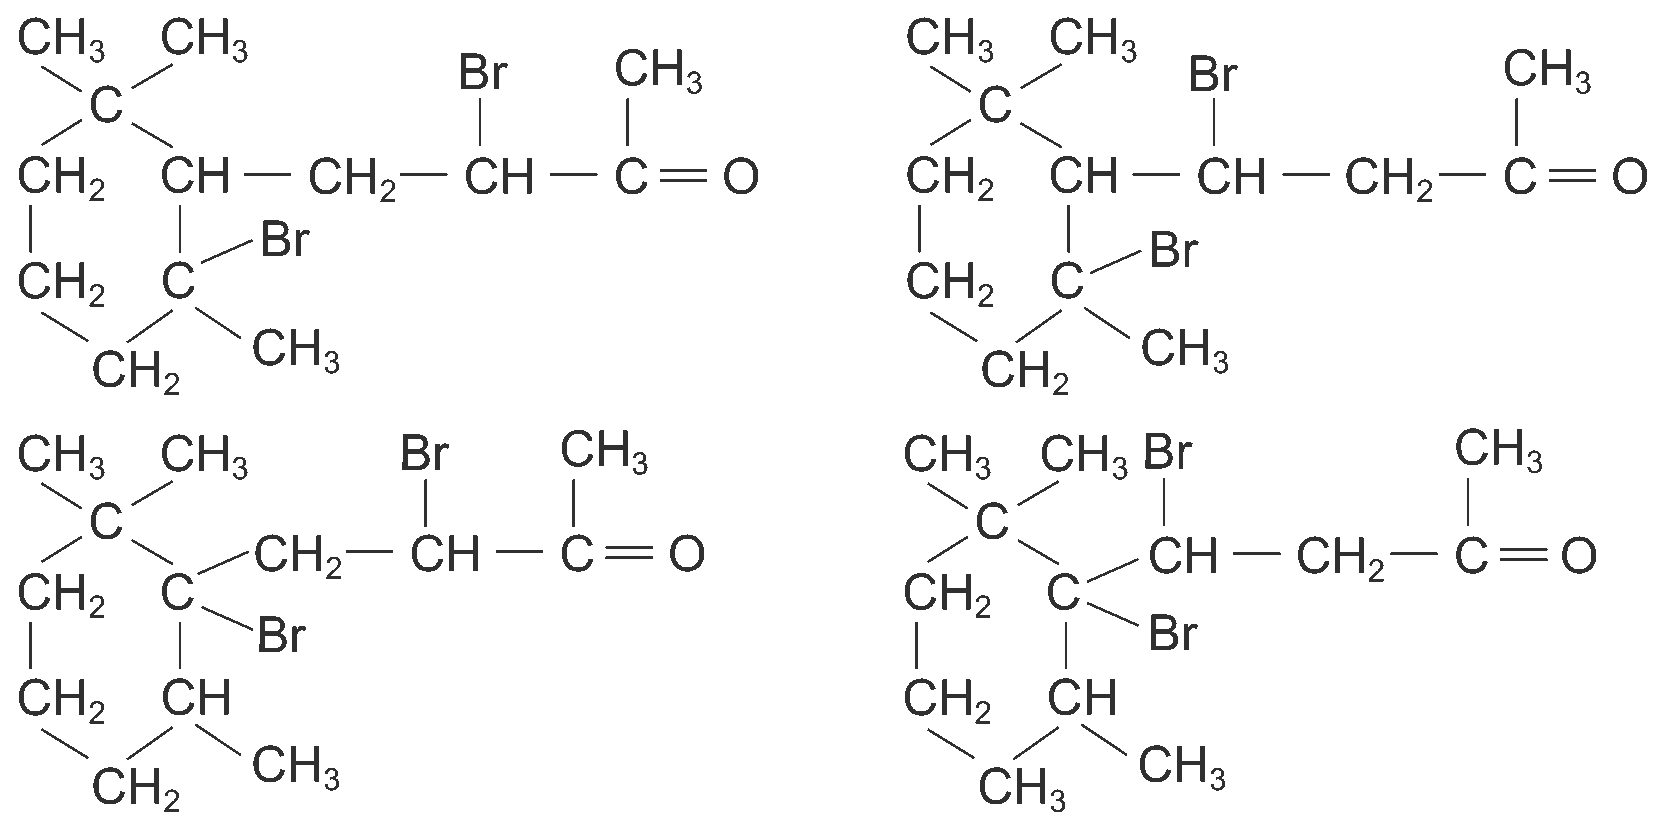 CH3 CH3 Br CH3
C
CH2 CH — CH2 — CH — C = O
Br
CH2 C
CH3
CH2
CH3 CH3 Br CH3
C
CH2 CH — CH — CH2 — C = O
Br
CH2 C
CH3
CH2
CH3 CH3 Br CH3
C
CH2 — CH — C = O
CH2 C
Br
CH2 CH
CH3
CH2
CH3 CH3 Br CH3
C
CH — CH2 — C = O
CH2 C
Br
CH2 CH
CH3
CH3